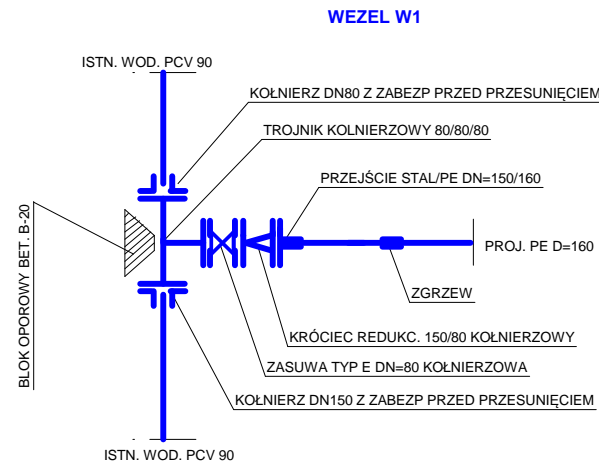 WEZEL W1
ISTN. WOD. PCV 90
KOŁNIERZ DN80 Z ZABEZP PRZED PRZESUNIĘCIEM
TROJNIK KOLNIERZOWY 80/80/80
PRZEJŚCIE STAL/PE DN=150/160
BLOK OPOROWY BET. B-20
PROJ. PE D=160
ZGRZEW
KRÓCIEC REDUKC. 150/80 KOŁNIERZOWY
ZASUWA TYP E DN=80 KOŁNIERZOWA
KOŁNIERZ DN150 Z ZABEZP PRZED PRZESUNIĘCIEM
ISTN. WOD. PCV 90